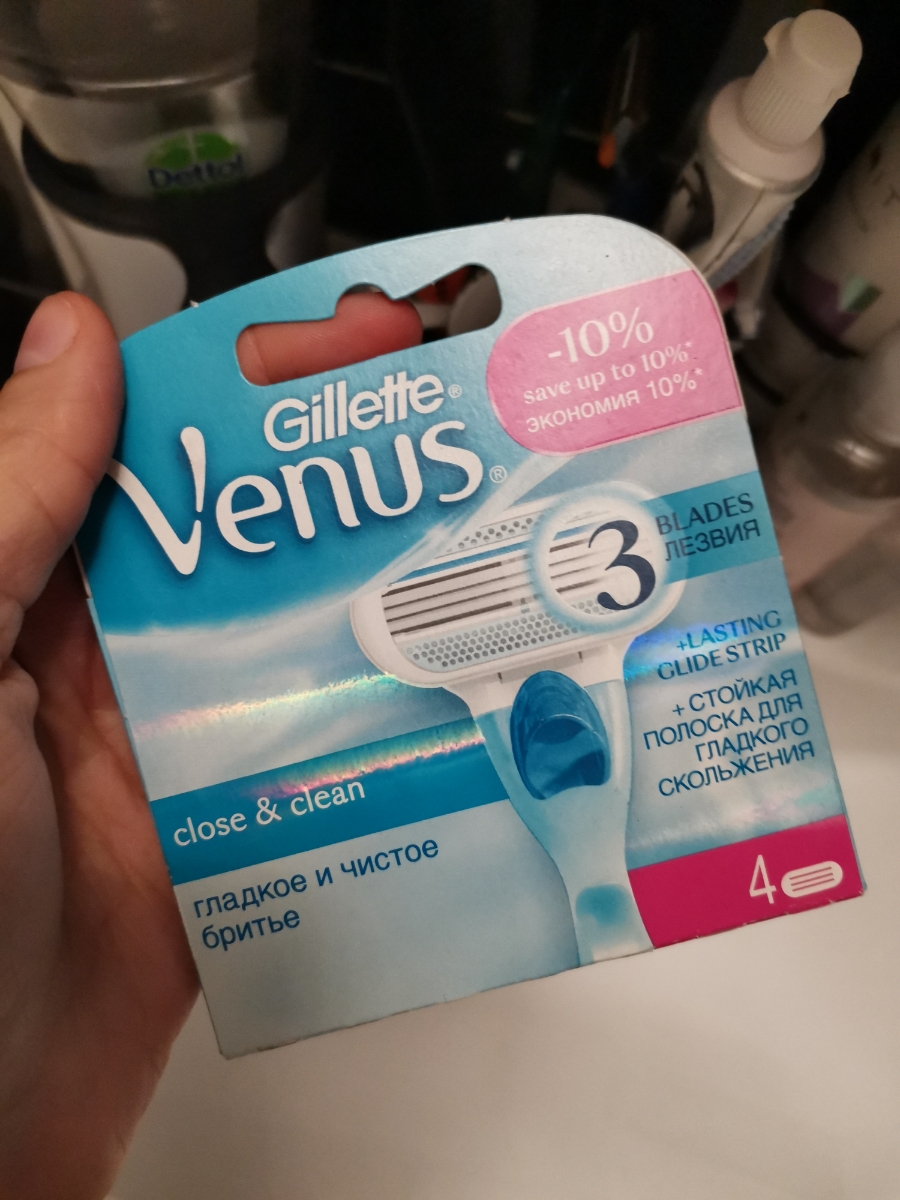 Dettol
-10%
save up to 10%*
экономия 10%*
Gillette®
Venus®
3
BLADES
ЛЕЗВИЯ
+LASTING
GLIDE STRIP
+ СТОЙКАЯ
ПОЛОСКА ДЛЯ
ГЛАДКОГО
СКОЛЬЖЕНИЯ
close & clean
гладкое и чистое
бритье
4